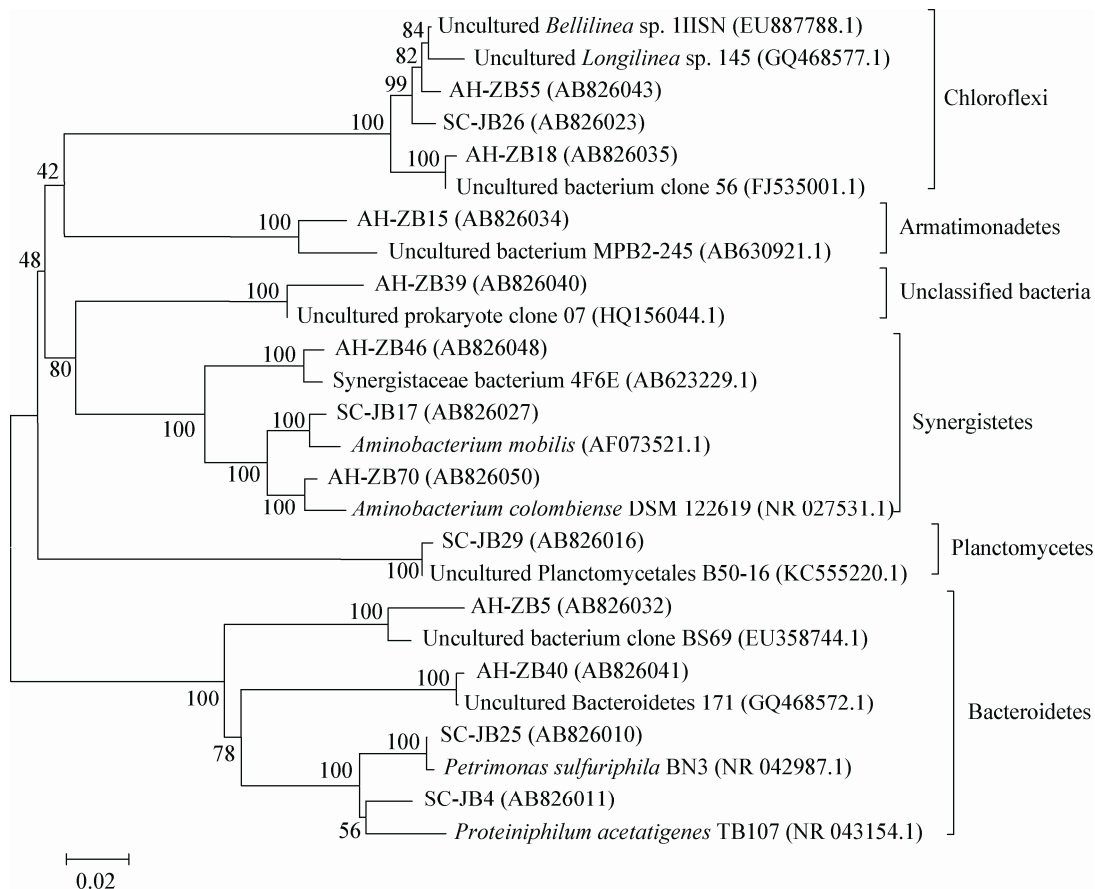 84
Uncultured Bellilinea sp. 1IISN (EU887788.1)
82
Uncultured Longilinea sp. 145 (GQ468577.1)
99
AH-ZB55 (AB826043)
Chloroflexi
100
SC-JB26 (AB826023)
100
AH-ZB18 (AB826035)
42
Uncultured bacterium clone 56 (FJ535001.1)
100
AH-ZB15 (AB826034)
Armatimonadetes
Uncultured bacterium MPB2-245 (AB630921.1)
48
AH-ZB39 (AB826040)
100
Unclassified bacteria
Uncultured prokaryote clone 07 (HQ156044.1)
AH-ZB46 (AB826048)
100
80
Synergistaceae bacterium 4F6E (AB623229.1)
SC-JB17 (AB826027)
100
100
Synergistetes
Aminobacterium mobilis (AF073521.1)
100
AH-ZB70 (AB826050)
100
Aminobacterium colombiense DSM 122619 (NR 027531.1)
SC-JB29 (AB826016)
Planctomycetes
100
Uncultured Planctomycetales B50-16 (KC555220.1)
AH-ZB5 (AB826032)
100
Uncultured bacterium clone BS69 (EU358744.1)
AH-ZB40 (AB826041)
100
100
Uncultured Bacteroidetes 171 (GQ468572.1)
Bacteroidetes
SC-JB25 (AB826010)
100
78
Petrimonas sulfuriphila BN3 (NR 042987.1)
100
SC-JB4 (AB826011)
56
Proteiniphilum acetatigenes TB107 (NR 043154.1)
0.02